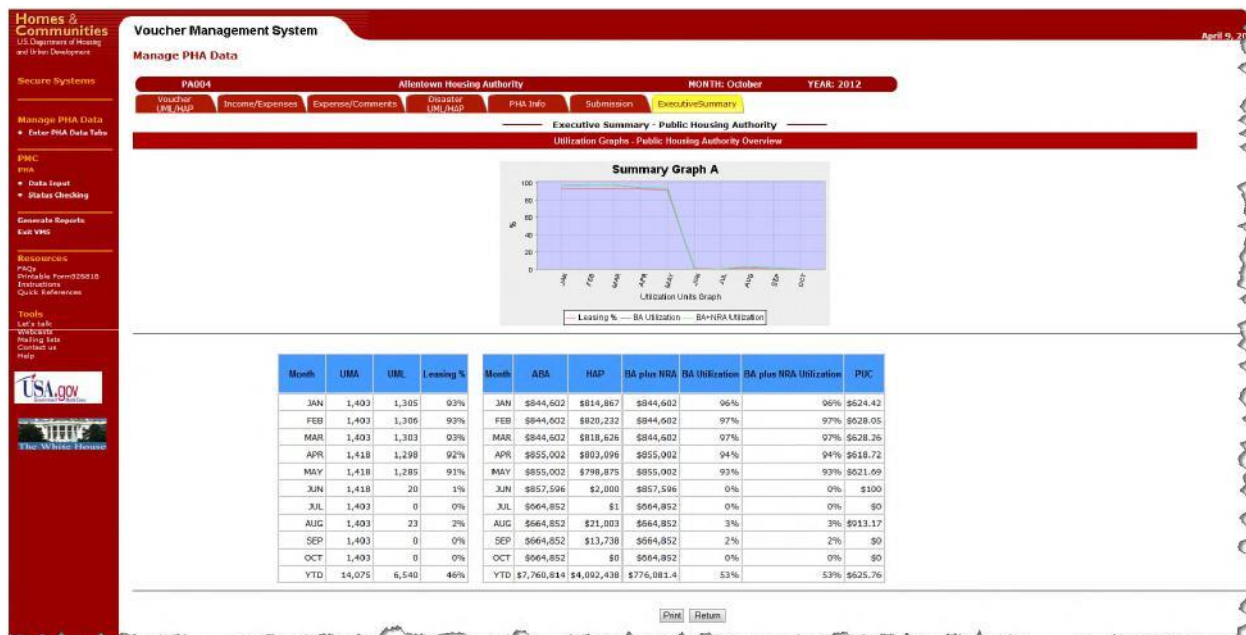 Homes &
Communities
U.S. Department of Housing
and Urban Development
Voucher Management System
April 9, 20
Manage PHA Data
Secure Systems
Manage PHA Data
Enter PHA Data Tabs
PMC
PHA
Data Input
Status Checking
Generate Reports
Exit VMS
Resources
FAQs
Printable Form
Instructions
Quick References
Tools
Let's talk
Webcasts
Mailing lists
Contact us
Help
USA.gov
The White House
PA004 Allentown Housing Authority MONTH: October YEAR: 2012
Voucher UML/HAP Income/Expenses Expense/Comments Disaster UML/HAP PHA Info Submission ExecutiveSummary
Executive Summary - Public Housing Authority
Utilization Graphs - Public Housing Authority Overview
Summary Graph A
100
80
60
40
20
0
%
JAN FEB MAR APR MAY JUN JUL AUG SEP OCT
Utilization Units Graph
Leasing % BA Utilization BA+NRA Utilization
Month UMA UML Leasing % Month ABA HAP BA plus NRA BA Utilization BA plus NRA Utilization PUC
JAN 1,403 1,305 93% JAN $844,602 $814,867 $844,602 96% 96% $624.42
FEB 1,403 1,306 93% FEB $844,602 $820,232 $844,602 97% 97% $628.05
MAR 1,403 1,303 93% MAR $844,602 $818,626 $844,602 97% 97% $628.26
APR 1,418 1,298 92% APR $855,002 $803,096 $855,002 94% 94% $618.72
MAY 1,418 1,285 91% MAY $855,002 $798,875 $855,002 93% 93% $621.69
JUN 1,418 20 1% JUN $857,596 $2,000 $857,596 0% 0% $100
JUL 1,403 0 0% JUL $664,852 $1 $664,852 0% 0% $0
AUG 1,403 23 2% AUG $664,852 $21,003 $664,852 3% 3% $913.17
SEP 1,403 0 0% SEP $664,852 $13,738 $664,852 2% 2% $0
OCT 1,403 0 0% OCT $664,852 $0 $664,852 0% 0% $0
YTD 14,075 6,540 46% YTD $7,760,814 $4,092,438 $776,081.4 53% 53% $625.76
Print Return